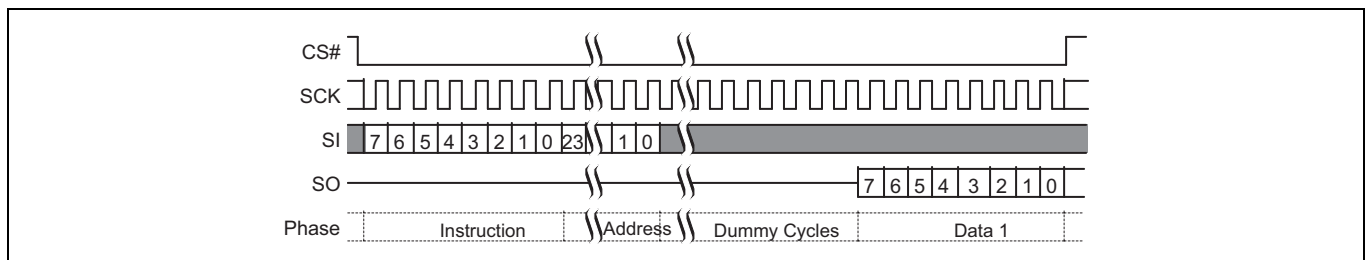 CS#
SCK
SI 7 6 5 4 3 2 1 0 23 1 0
SO 7 6 5 4 3 2 1 0
Phase Instruction Address Dummy Cycles Data 1